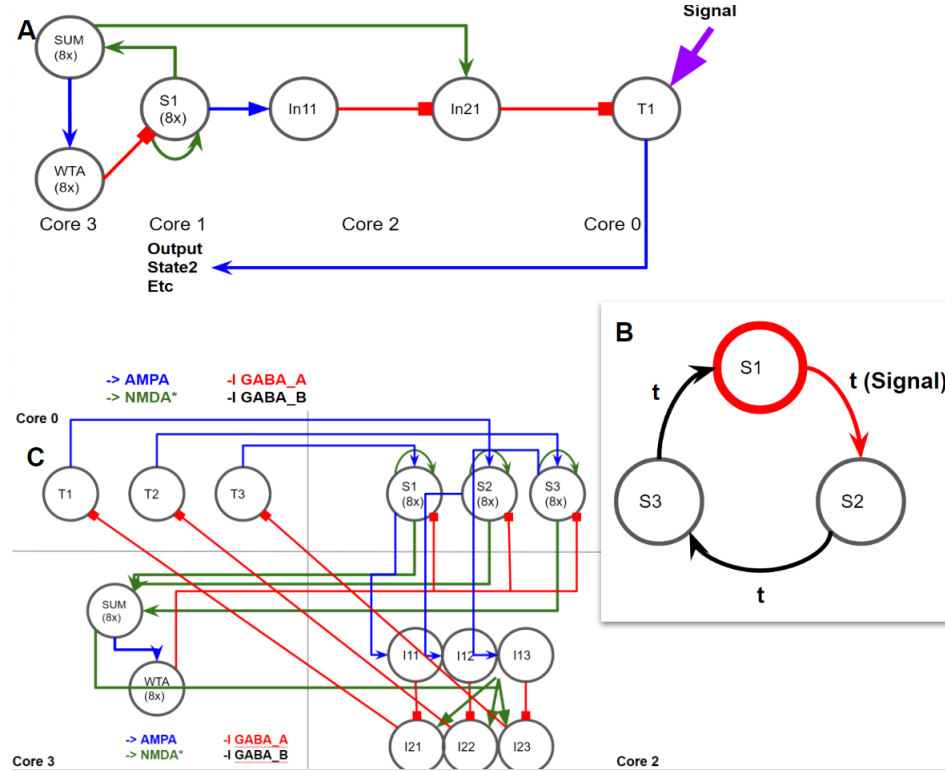 Signal
A
SUM
(8x)
S1
(8x)
In11
In21
T1
WTA
(8x)
Core 3
Core 1
Core 2
Core 0
Output
State2
Etc
B
S1
t
t (Signal)
S3
S2
t
-> AMPA
-I GABA_A
-> NMDA*
-I GABA_B
Core 0
C
T1
T2
T3
S1
(8x)
S2
(8x)
S3
(8x)
SUM
(8x)
WTA
(8x)
I11
I12
I13
I21
I22
I23
-> AMPA
-I GABA_A
-> NMDA*
-I GABA_B
Core 3
Core 2